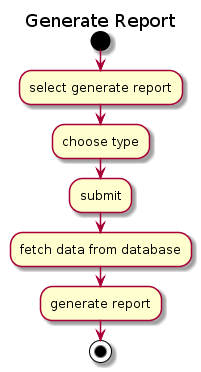 Generate Report
select generate report
choose type
submit
fetch data from database
generate report